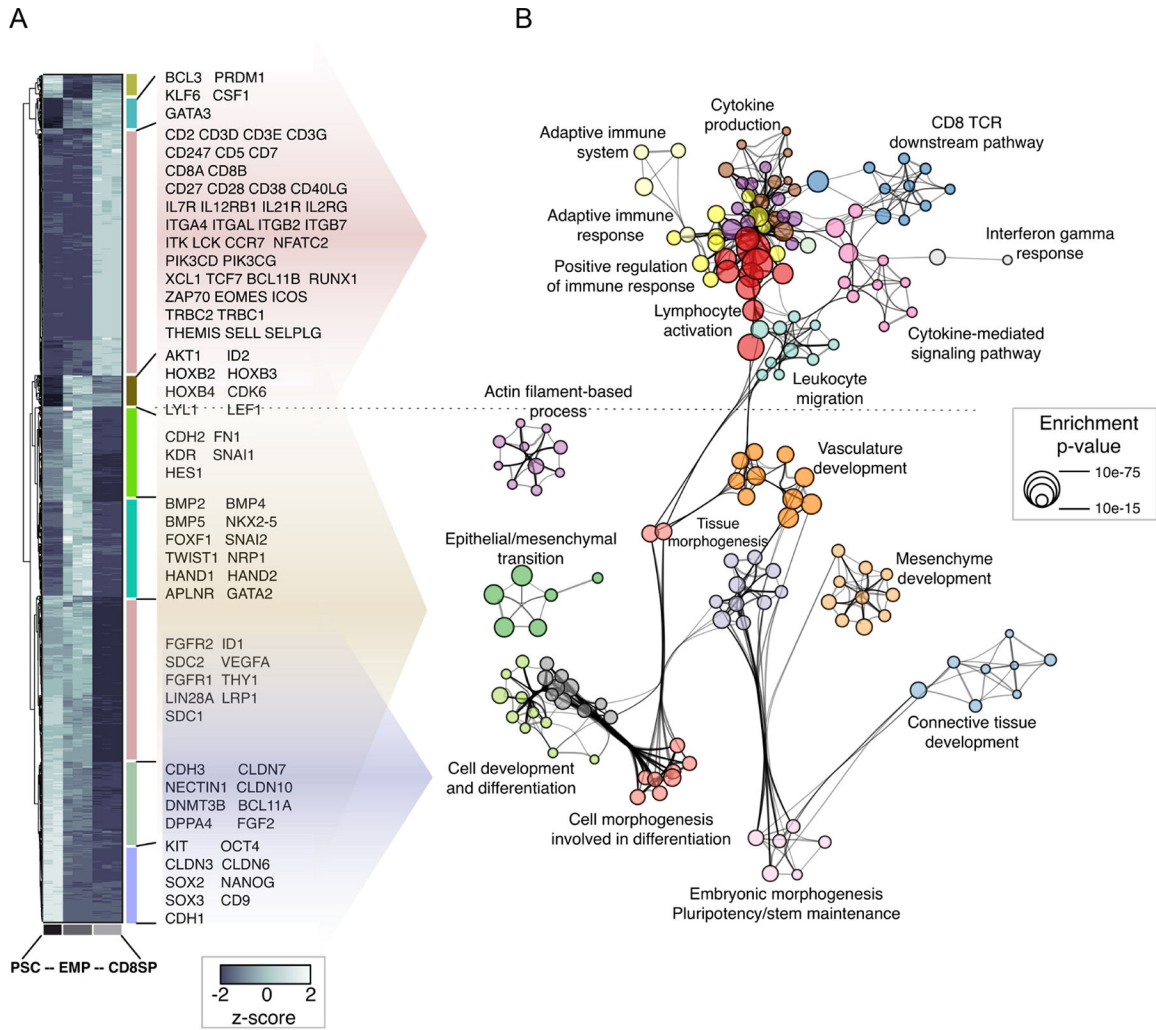 A
BCL3 PRDM1
KLF6 CSF1
GATA3
CD2 CD3D CD3E CD3G
CD247 CD5 CD7
CD8A CD8B
CD27 CD28 CD38 CD40LG
IL7R IL12RB1 IL21R IL2RG
ITGA4 ITGAL ITGB2 ITGB7
ITK LCK CCR7 NFATC2
PIK3CD PIK3CG
XCL1 TCF7 BCL11B RUNX1
ZAP70 EOMES ICOS
TRBC2 TRBC1
THEMIS SELL SELPLG
AKT1 ID2
HOXB2 HOXB3
HOXB4 CDK6
LYL1 LEF1
CDH2 FN1
KDR SNAI1
HES1
BMP2 BMP4
BMP5 NKX2-5
FOXF1 SNAI2
TWIST1 NRP1
HAND1 HAND2
APLNR GATA2
FGFR2 ID1
SDC2 VEGFA
FGFR1 THY1
LIN28A LRP1
SDC1
CDH3 CLDN7
NECTIN1 CLDN10
DNMT3B BCL11A
DPPA4 FGF2
KIT OCT4
CLDN3 CLDN6
SOX2 NANOG
SOX3 CD9
CDH1
PSC -- EMP -- CD8SP
-2 0 2
z-score
B
Cytokine
production
Adaptive immune
system
CD8 TCR
downstream pathway
Adaptive immune
response
Interferon gamma
response
Positive regulation
of immune response
Lymphocyte
activation
Cytokine-mediated
signaling pathway
Leukocyte
migration
Actin filament-based
process
Enrichment
p-value
10e-75
10e-15
Vasculature
development
Tissue
morphogenesis
Epithelial/mesenchymal
transition
Mesenchyme
development
Connective tissue
development
Cell development
and differentiation
Cell morphogenesis
involved in differentiation
Embryonic morphogenesis
Pluripotency/stem maintenance